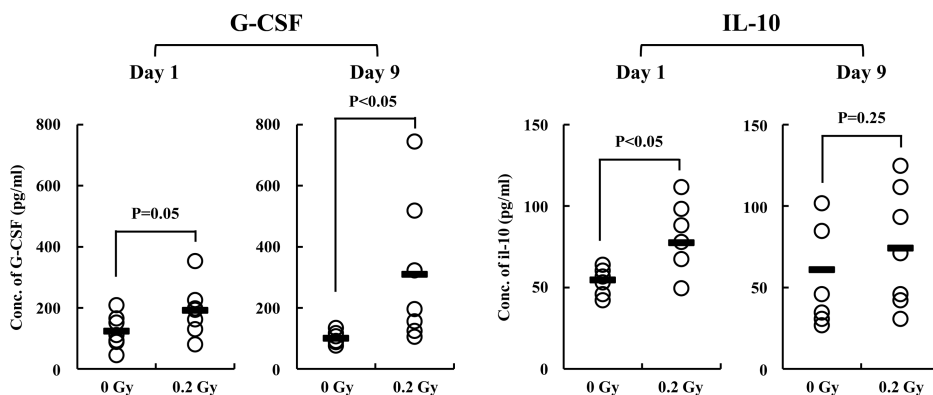 G-CSF
IL-10
Day 1
Day 9
Day 1
Day 9
Conc. of G-CSF (pg/ml)
800
600
400
200
0
P=0.05
0 Gy
0.2 Gy
800
600
400
200
0
P<0.05
0 Gy
0.2 Gy
Conc. of il-10 (pg/ml)
150
100
50
0
P<0.05
0 Gy
0.2 Gy
150
100
50
0
P=0.25
0 Gy
0.2 Gy